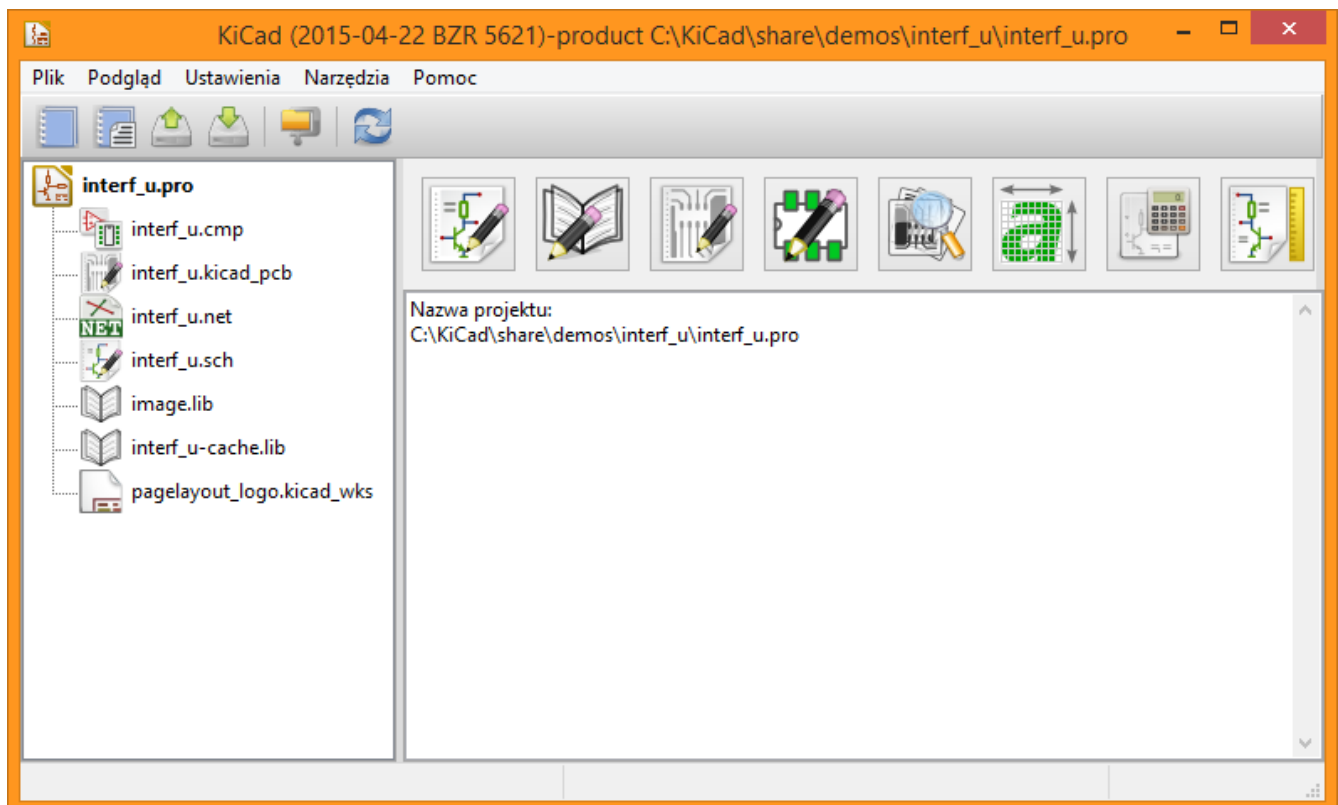 KiCad (2015-04-22 BZR 5621)-product C:\KiCad\share\demos\interf_u\interf_u.pro
Plik Podgląd Ustawienia Narzędzia Pomoc
interf_u.pro
interf_u.cmp
interf_u.kicad_pcb
NET interf_u.net
interf_u.sch
image.lib
interf_u-cache.lib
pagelayout_logo.kicad_wks
a
Nazwa projektu:
C:\KiCad\share\demos\interf_u\interf_u.pro